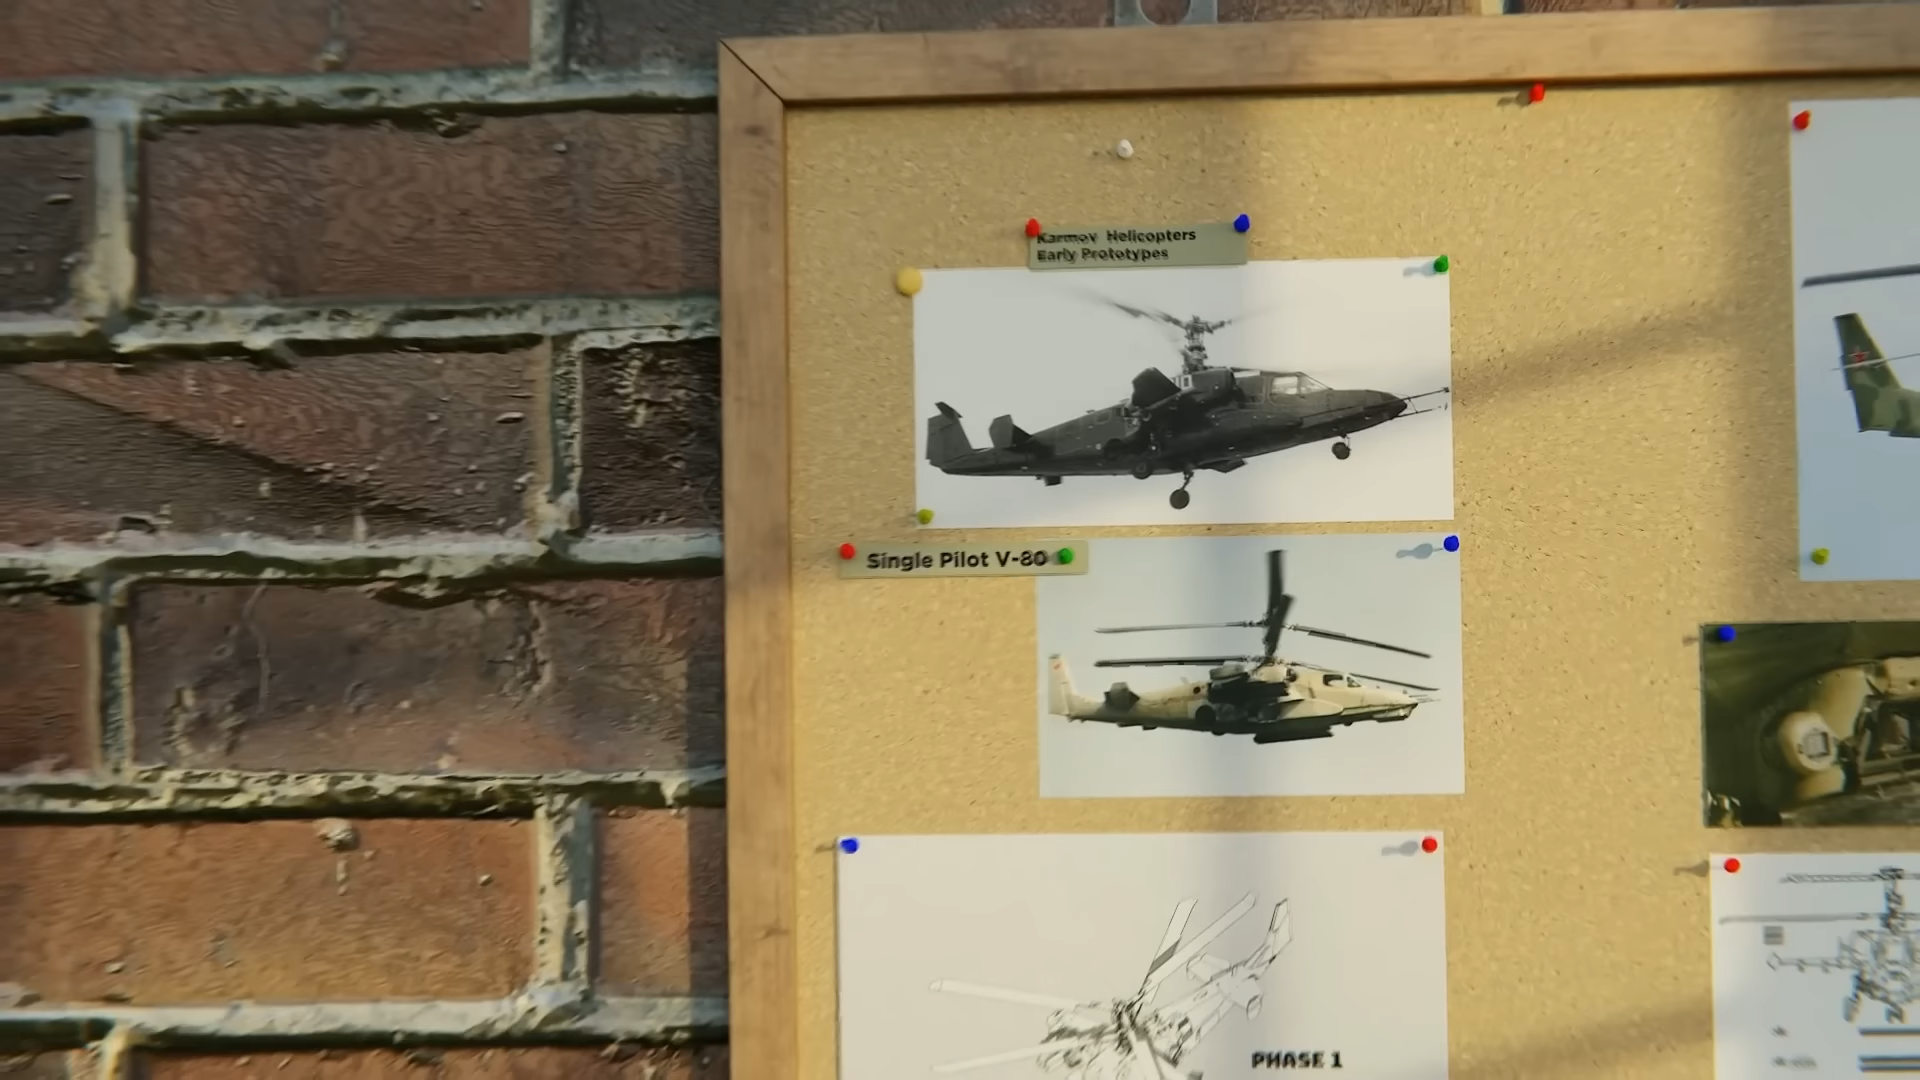 Karmov Helicopters
Early Prototypes
Single Pilot V-80
PHASE 1